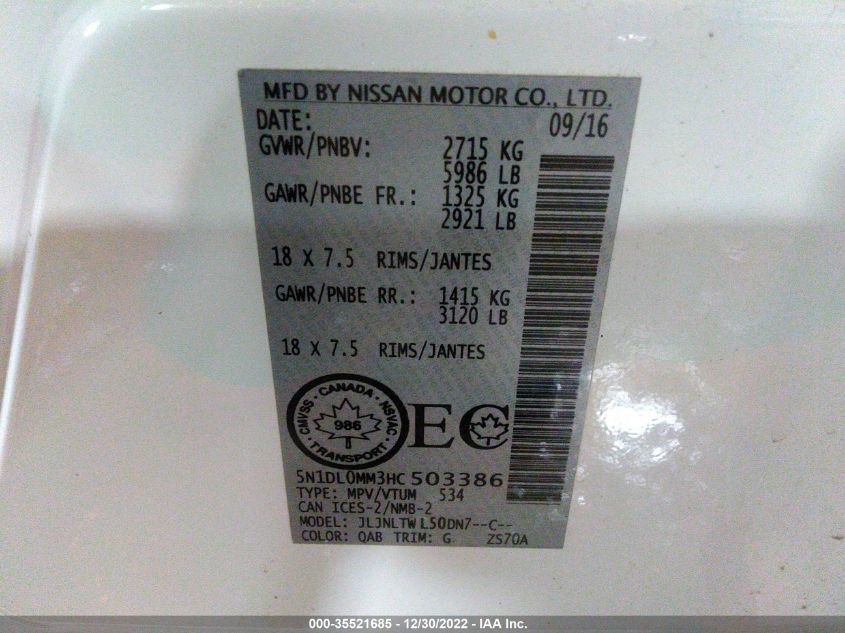 MFD BY NISSAN MOTOR CO., LTD.
DATE: 09/16
GVWR/PNBV: 2715 KG
5986 LB
GAWR/PNBE FR.: 1325 KG
2921 LB
18 X 7.5 RIMS/JANTES
GAWR/PNBE RR.: 1415 KG
3120 LB
18 X 7.5 RIMS/JANTES
CMVSS · CANADA · NSVAC · TRANSPORT ·
986
EC
5N1DL0MM3HC503386
TYPE: MPV/VTUM 534
CAN ICES-2/NMB-2
MODEL: JLJNLTWL50DN7--C--
COLOR: QAB TRIM: G ZS70A
000-35521685 - 12/30/2022 - IAA Inc.